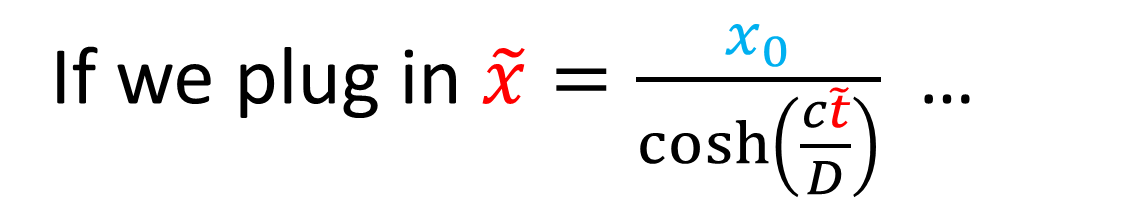 If we plug in x̃ = x₀ / cosh(ct̃/D) …